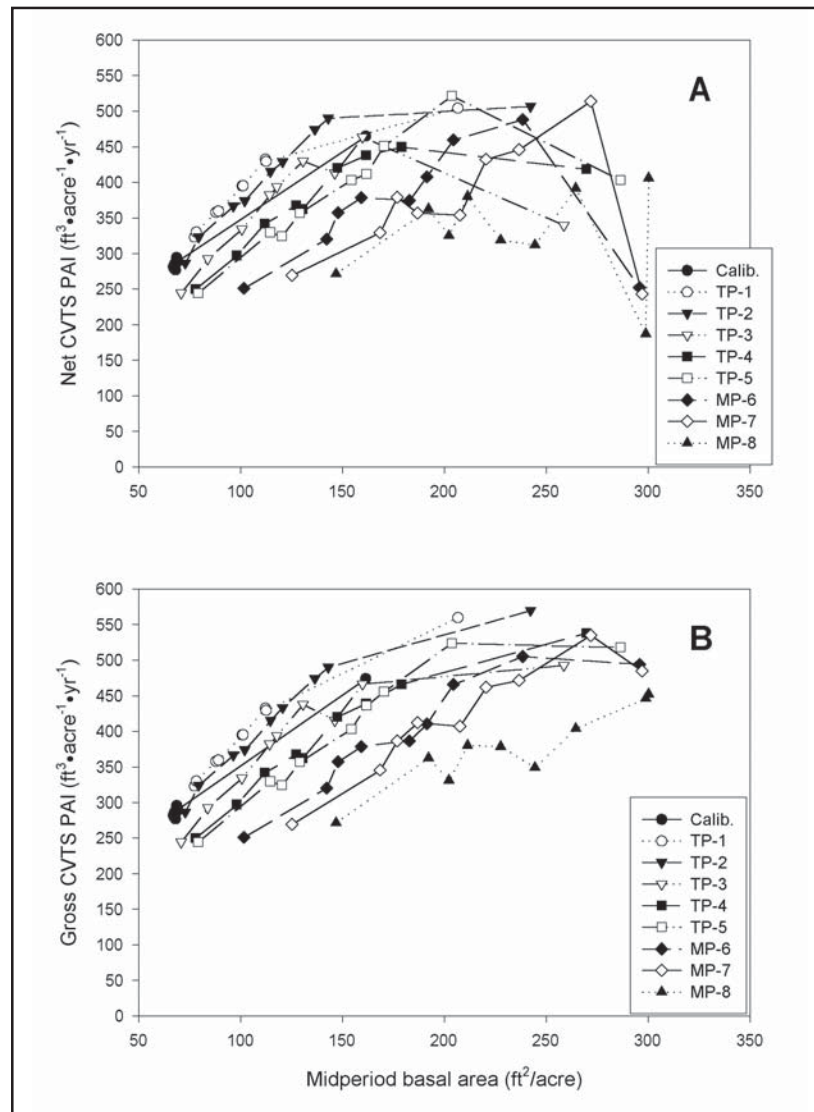 A
600
550
500
450
400
350
300
250
200
150
100
50
0
Net CVTS PAI (ft³•acre⁻¹•yr⁻¹)
50 100 150 200 250 300 350
Calib.
TP-1
TP-2
TP-3
TP-4
TP-5
MP-6
MP-7
MP-8
B
600
550
500
450
400
350
300
250
200
150
100
50
0
Gross CVTS PAI (ft³•acre⁻¹•yr⁻¹)
Calib.
TP-1
TP-2
TP-3
TP-4
TP-5
MP-6
MP-7
MP-8
50 100 150 200 250 300 350
Midperiod basal area (ft²/acre)